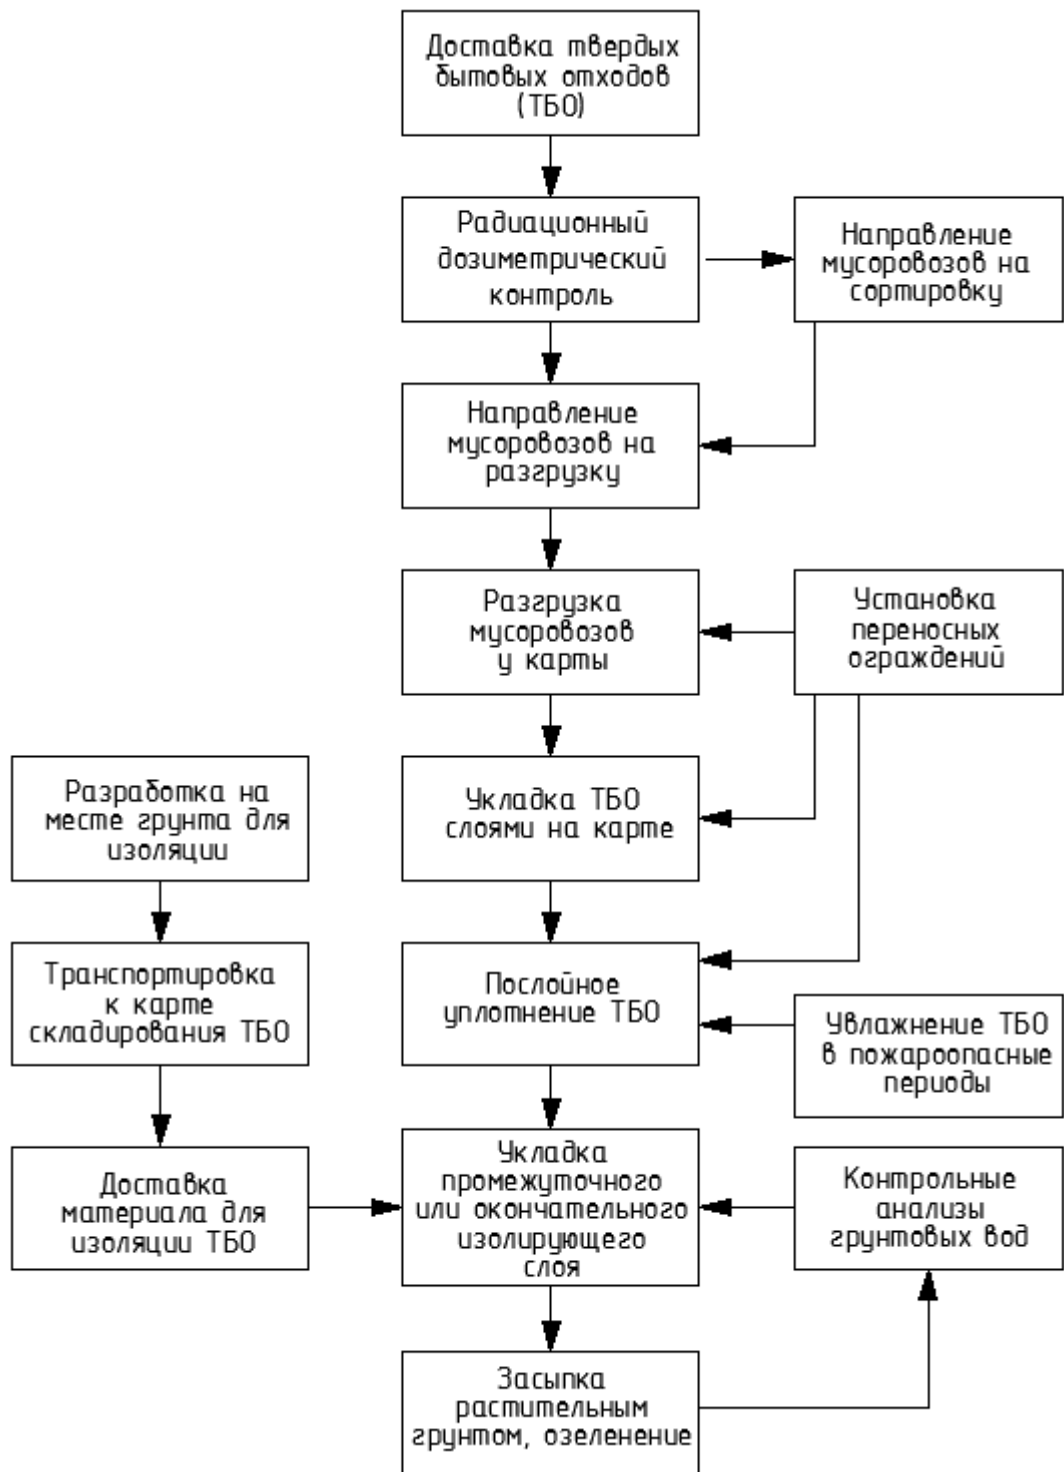 Доставка твердых
бытовых отходов
(ТБО)
Радиационный
дозиметрический
контроль
Направление
мусоровозов на
сортировку
Направление
мусоровозов на
разгрузку
Разгрузка
мусоровозов
у карты
Установка
переносных
ограждений
Разработка на
месте грунта для
изоляции
Укладка ТБО
слоями на карте
Транспортировка
к карте
складирования ТБО
Послойное
уплотнение ТБО
Увлажнение ТБО
в пожароопасные
периоды
Доставка
материала для
изоляции ТБО
Укладка
промежуточного
или окончательного
изолирующего
слоя
Контрольные
анализы
грунтовых вод
Засыпка
растительным
грунтом, озеленение